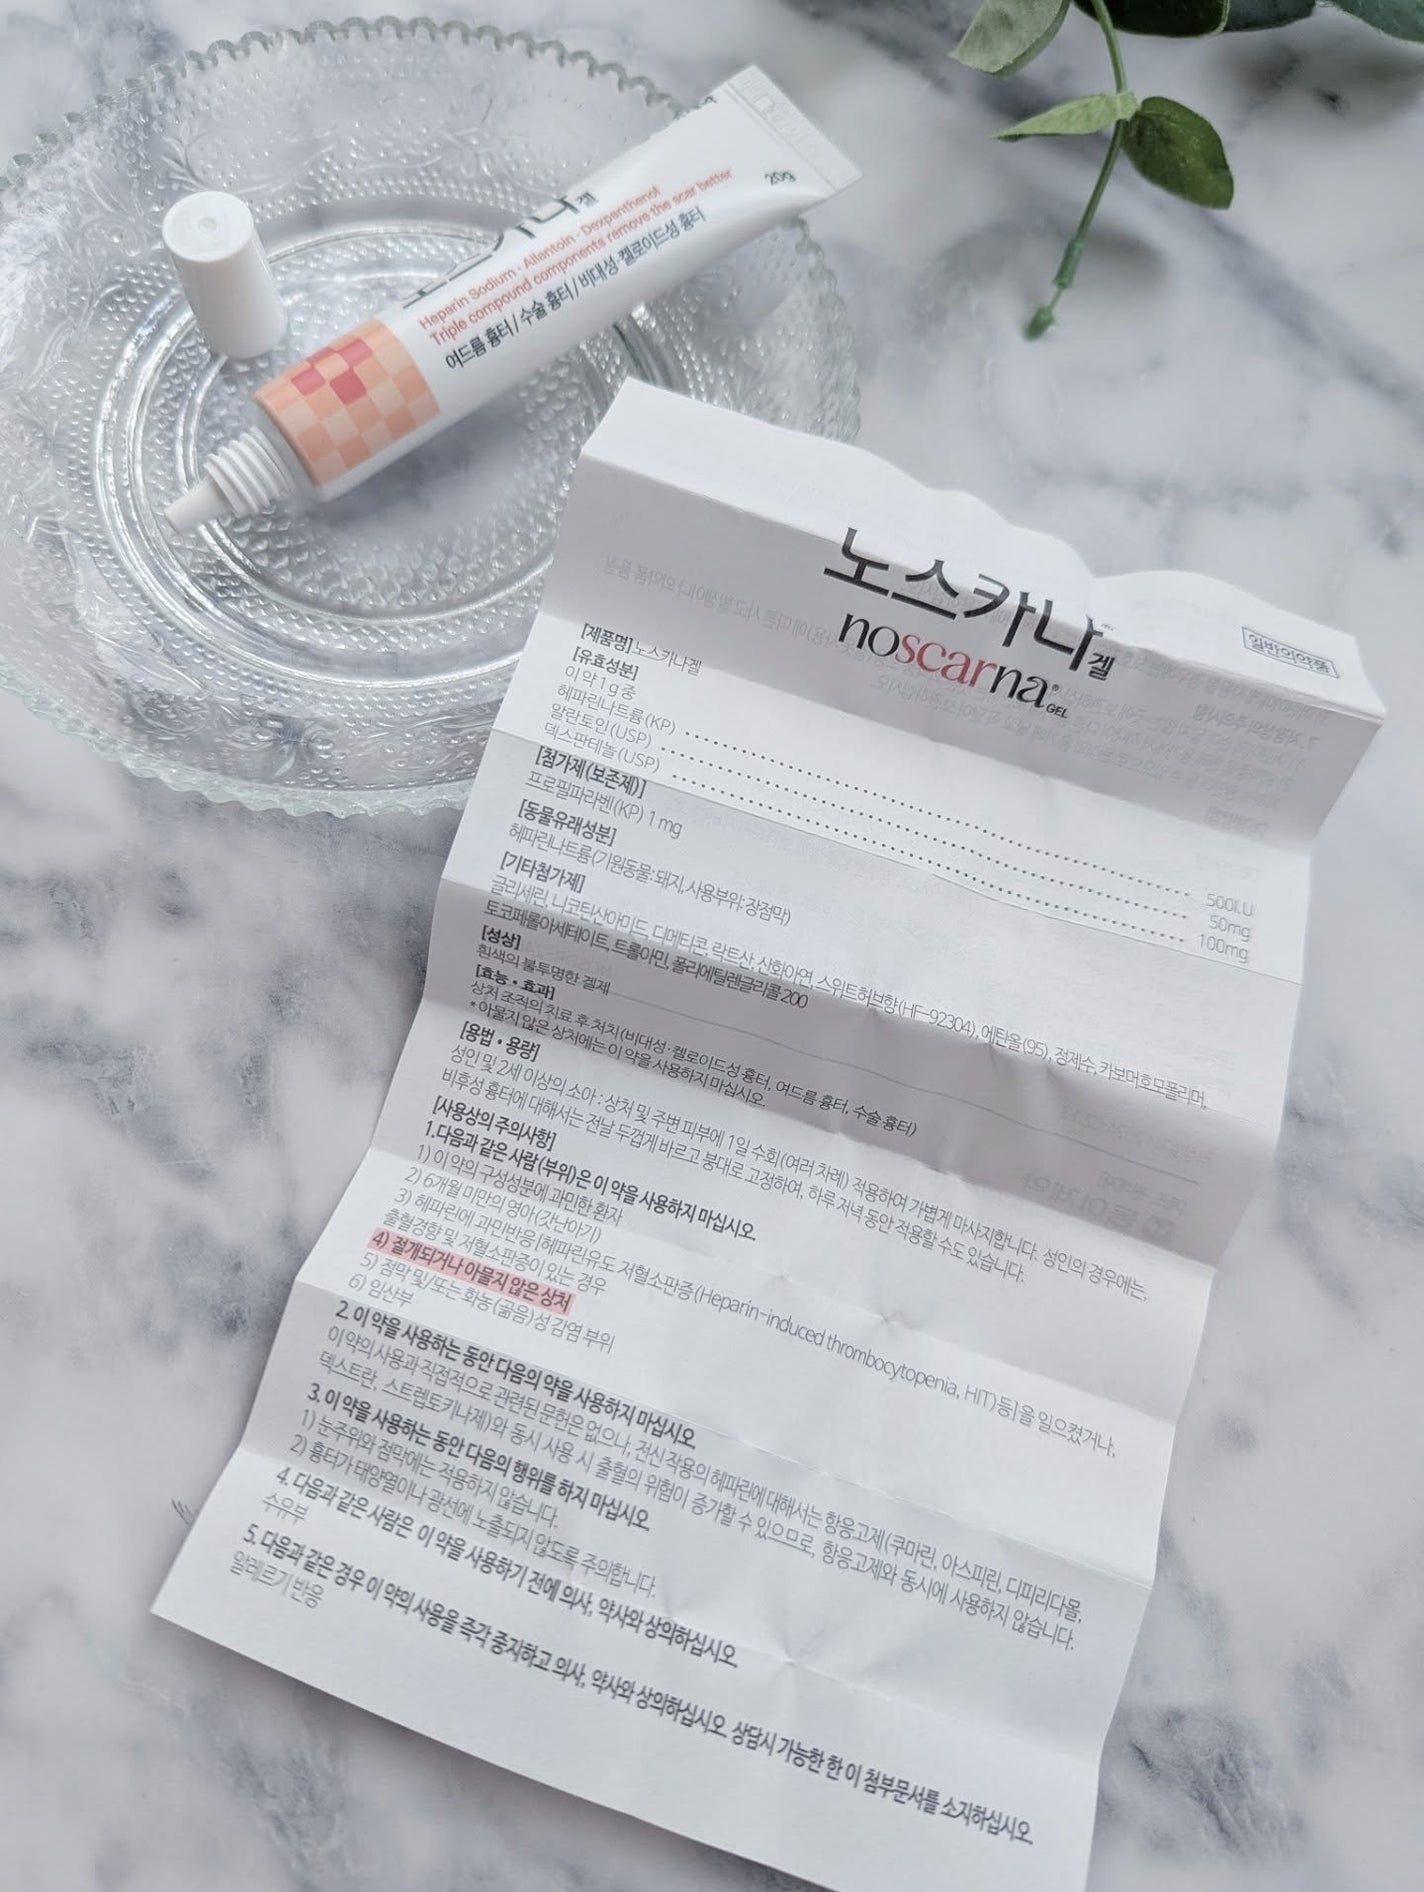 20g
노스카나겔
Heparin Sodium · Allantoin · Dexpanthenol
Triple compound components remove the scar better
여드름 흉터 / 수술 흉터 / 비대성·켈로이드성 흉터
노스카나겔
noscarna® GEL
일반의약품
[제품명] 노스카나겔
[유효성분]
이 약 1 g 중
헤파린나트륨 (KP) 500I.U
알란토인 (USP) 50mg
덱스판테놀 (USP) 100mg
[첨가제 (보존제)]
프로필파라벤 (KP) 1 mg
[동물유래성분]
헤파린나트륨 (기원동물: 돼지, 사용부위: 장점막)
[기타첨가제]
글리세린, 니코틴산아미드, 디메티콘, 락트산, 산화아연, 스위트허브향 (HF-92304), 에탄올 (95), 정제수, 카보머호모폴리머,
토코페롤아세테이트, 트롤아민, 폴리에틸렌글리콜 200
[성상]
흰색의 불투명한 겔제
[효능 • 효과]
상처 조직의 치료 후 처치 (비대성·켈로이드성 흉터, 여드름 흉터, 수술 흉터)
* 아물지 않은 상처에는 이 약을 사용하지 마십시오.
[용법 • 용량]
성인 및 2세 이상의 소아 : 상처 및 주변 피부에 1일 수회 (여러 차례) 적용하여 가볍게 마사지합니다. 성인의 경우에는,
비후성 흉터에 대해서는 전날 두껍게 바르고 붕대로 고정하여, 하루 저녁 동안 적용할 수도 있습니다.
[사용상의 주의사항]
1.다음과 같은 사람 (부위)은 이 약을 사용하지 마십시오.
1) 이 약의 구성성분에 과민한 환자
2) 6개월 미만의 영아 (갓난아기)
3) 헤파린에 과민반응 [헤파린유도 저혈소판증 (Heparin-induced thrombocytopenia, HIT) 등] 을 일으켰거나,
출혈경향 및 저혈소판증이 있는 경우
4) 절개되거나 아물지 않은 상처
5) 점막 및/또는 화농 (곪음) 성 감염 부위
6) 임산부
2. 이 약을 사용하는 동안 다음의 약을 사용하지 마십시오.
이 약의 사용과 직접적으로 관련된 문헌은 없으나, 전신 작용의 헤파린에 대해서는 항응고제 (쿠마린, 아스피린, 디피리다몰,
덱스트란, 스트렙토키나제)와 동시 사용 시 출혈의 위험이 증가할 수 있으므로, 항응고제와 동시에 사용하지 않습니다.
3. 이 약을 사용하는 동안 다음의 행위를 하지 마십시오.
1) 눈주위와 점막에는 적용하지 않습니다.
2) 흉터가 태양열이나 광선에 노출되지 않도록 주의합니다.
4. 다음과 같은 사람은 이 약을 사용하기 전에 의사, 약사와 상의하십시오.
수유부
5. 다음과 같은 경우 이 약의 사용을 즉각 중지하고 의사, 약사와 상의하십시오. 상담시 가능한 한 이 첨부문서를 소지하십시오.
알레르기 반응